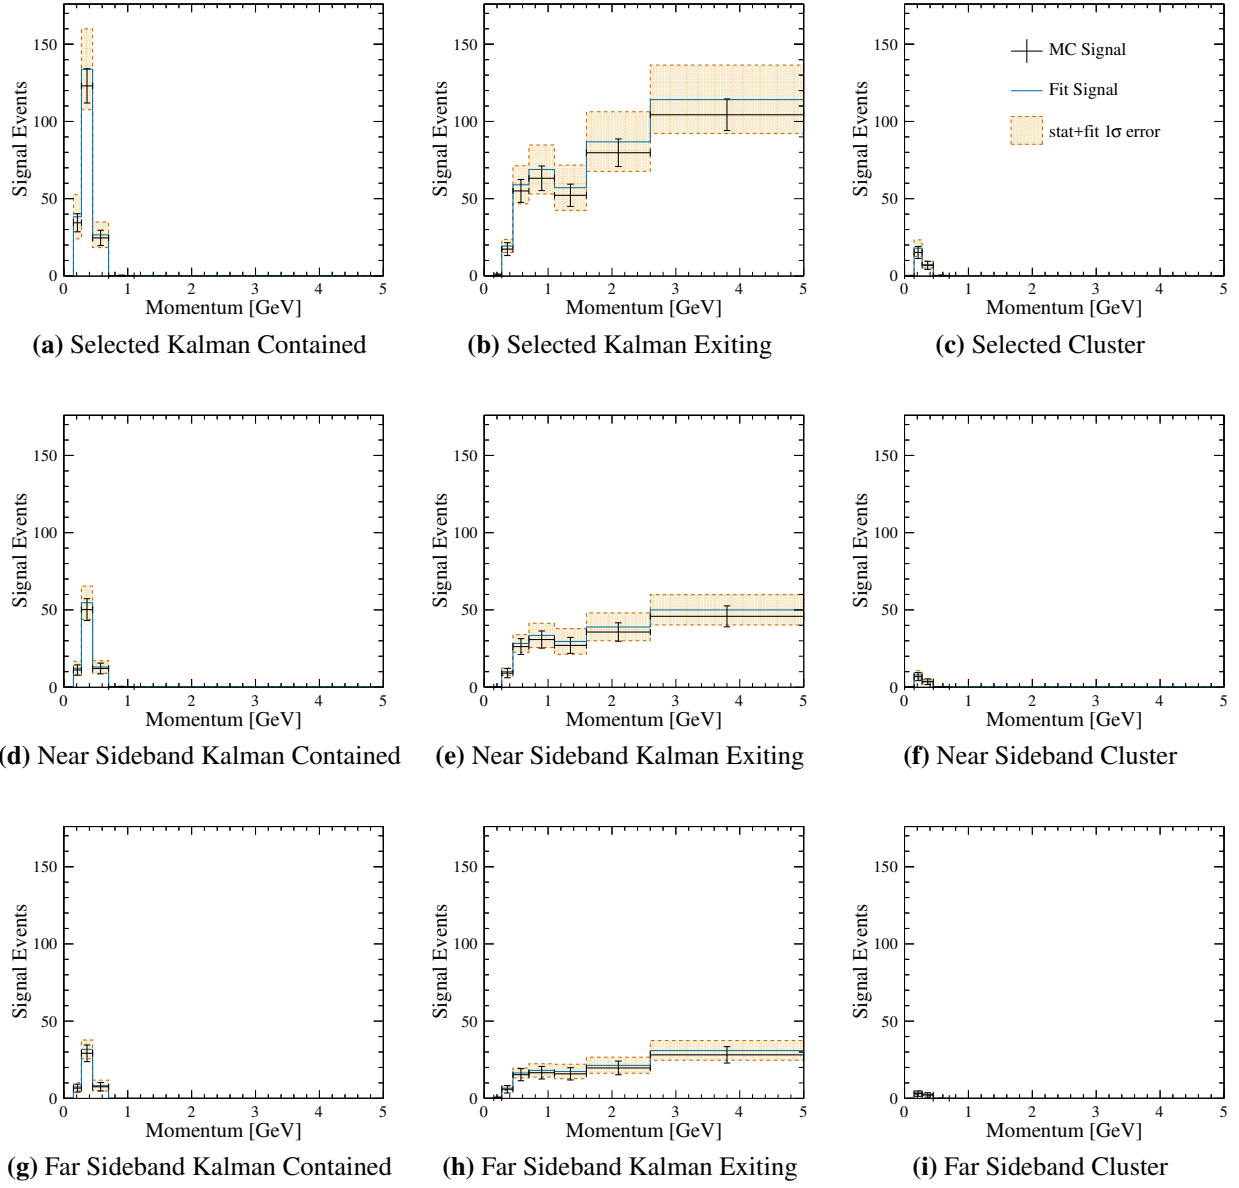 Signal Events
150
100
50
0
0 1 2 3 4 5
Momentum [GeV]
(a) Selected Kalman Contained
Signal Events
150
100
50
0
0 1 2 3 4 5
Momentum [GeV]
(b) Selected Kalman Exiting
Signal Events
150
100
50
0
0 1 2 3 4 5
Momentum [GeV]
MC Signal
Fit Signal
stat+fit 1σ error
(c) Selected Cluster
Signal Events
150
100
50
0
0 1 2 3 4 5
Momentum [GeV]
(d) Near Sideband Kalman Contained
Signal Events
150
100
50
0
0 1 2 3 4 5
Momentum [GeV]
(e) Near Sideband Kalman Exiting
Signal Events
150
100
50
0
0 1 2 3 4 5
Momentum [GeV]
(f) Near Sideband Cluster
Signal Events
150
100
50
0
0 1 2 3 4 5
Momentum [GeV]
(g) Far Sideband Kalman Contained
Signal Events
150
100
50
0
0 1 2 3 4 5
Momentum [GeV]
(h) Far Sideband Kalman Exiting
Signal Events
150
100
50
0
0 1 2 3 4 5
Momentum [GeV]
(i) Far Sideband Cluster